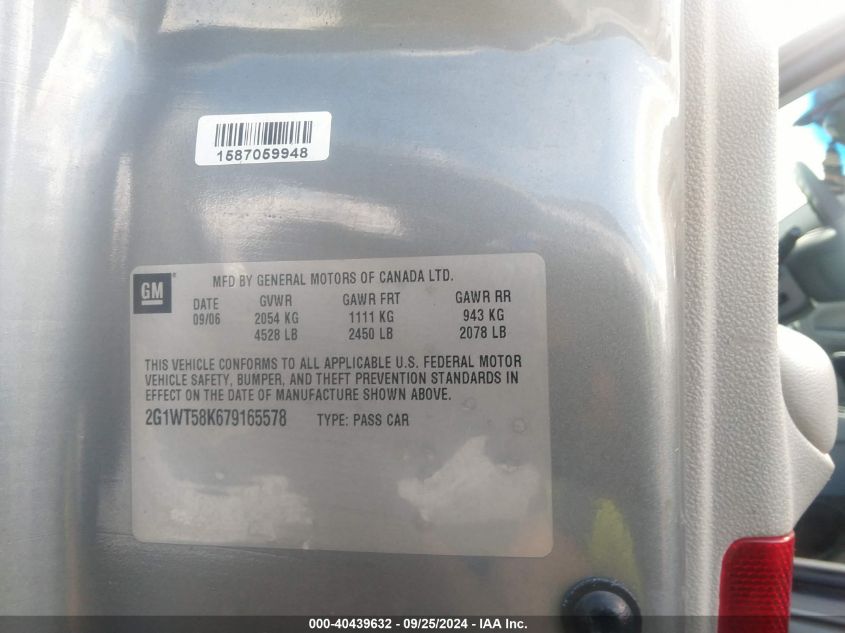 1587059948
GM
MFD BY GENERAL MOTORS OF CANADA LTD.
DATE GVWR GAWR FRT GAWR RR
09/06 2054 KG 1111 KG 943 KG
4528 LB 2450 LB 2078 LB
THIS VEHICLE CONFORMS TO ALL APPLICABLE U.S. FEDERAL MOTOR
VEHICLE SAFETY, BUMPER, AND THEFT PREVENTION STANDARDS IN
EFFECT ON THE DATE OF MANUFACTURE SHOWN ABOVE.
2G1WT58K679165578 TYPE: PASS CAR
000-40439632 - 09/25/2024 - IAA Inc.